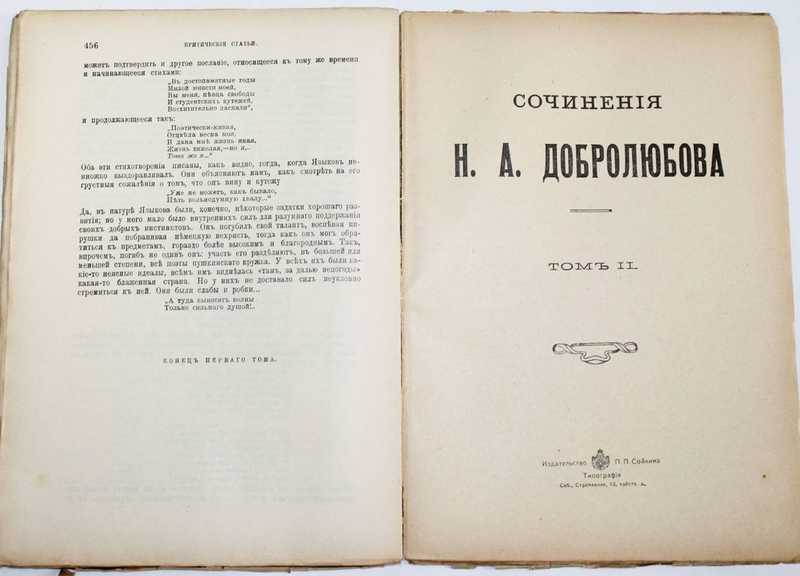 456
КРИТИЧЕСКІЯ СТАТЬИ.
можетъ подтвердить и другое посланіе, относящееся къ тому же времени
и начинающееся стихами:
„Въ достопамятные годы
Милой юности моей,
Вы меня, пѣвца свободы
И студентскихъ кутежей,
Восхитительно ласкали“,
и продолжающееся такъ:
„Поэтически-живая,
Отцвѣла весна моя,
И дана мнѣ жизнь иная,
Жизнь тяжелая,—но я,..
Тотъ же я...“
Оба эти стихотворенія писаны, какъ видно, тогда, когда Языковъ не-
множко выздоравливалъ. Они объясняютъ намъ, какъ смотрѣть на его
грустныя сожалѣнія о томъ, что онъ вину и кутежу
„Уже не можетъ, какъ бывало,
Пѣть вольнодумную хвалу...“
Да, въ натурѣ Языкова были, конечно, нѣкоторые задатки хорошаго раз-
витія; но у него мало было внутреннихъ силъ для разумнаго поддержанія
своихъ добрыхъ инстинктовъ. Онъ погубилъ свой талантъ, воспѣвая пи-
рушки да побранивая нѣмецкую нехристь, тогда какъ онъ могъ обра-
титься къ предметамъ, гораздо болѣе высокимъ и благороднымъ. Такъ,
впрочемъ, погибъ не одинъ онъ: участь его раздѣляютъ, въ большей или
меньшей степени, всѣ поэты пушкинскаго кружка. У всѣхъ ихъ были ка-
кіе-то неясные идеалы, всѣмъ имъ виднѣлась «тамъ, за далью непогоды»
какая-то блаженная страна. Но у нихъ не доставало силъ неуклонно
стремиться къ ней. Они были слабы и робки...
„А туда выносятъ волны
Только сильнаго душой!..
КОНЕЦЪ ПЕРВАГО ТОМА.
СОЧИНЕНІЯ
Н. А. ДОБРОЛЮБОВА
ТОМЪ II.
Издательство П. П. Сойкина
Типографія
Спб., Стремянная, 12, собств. д.